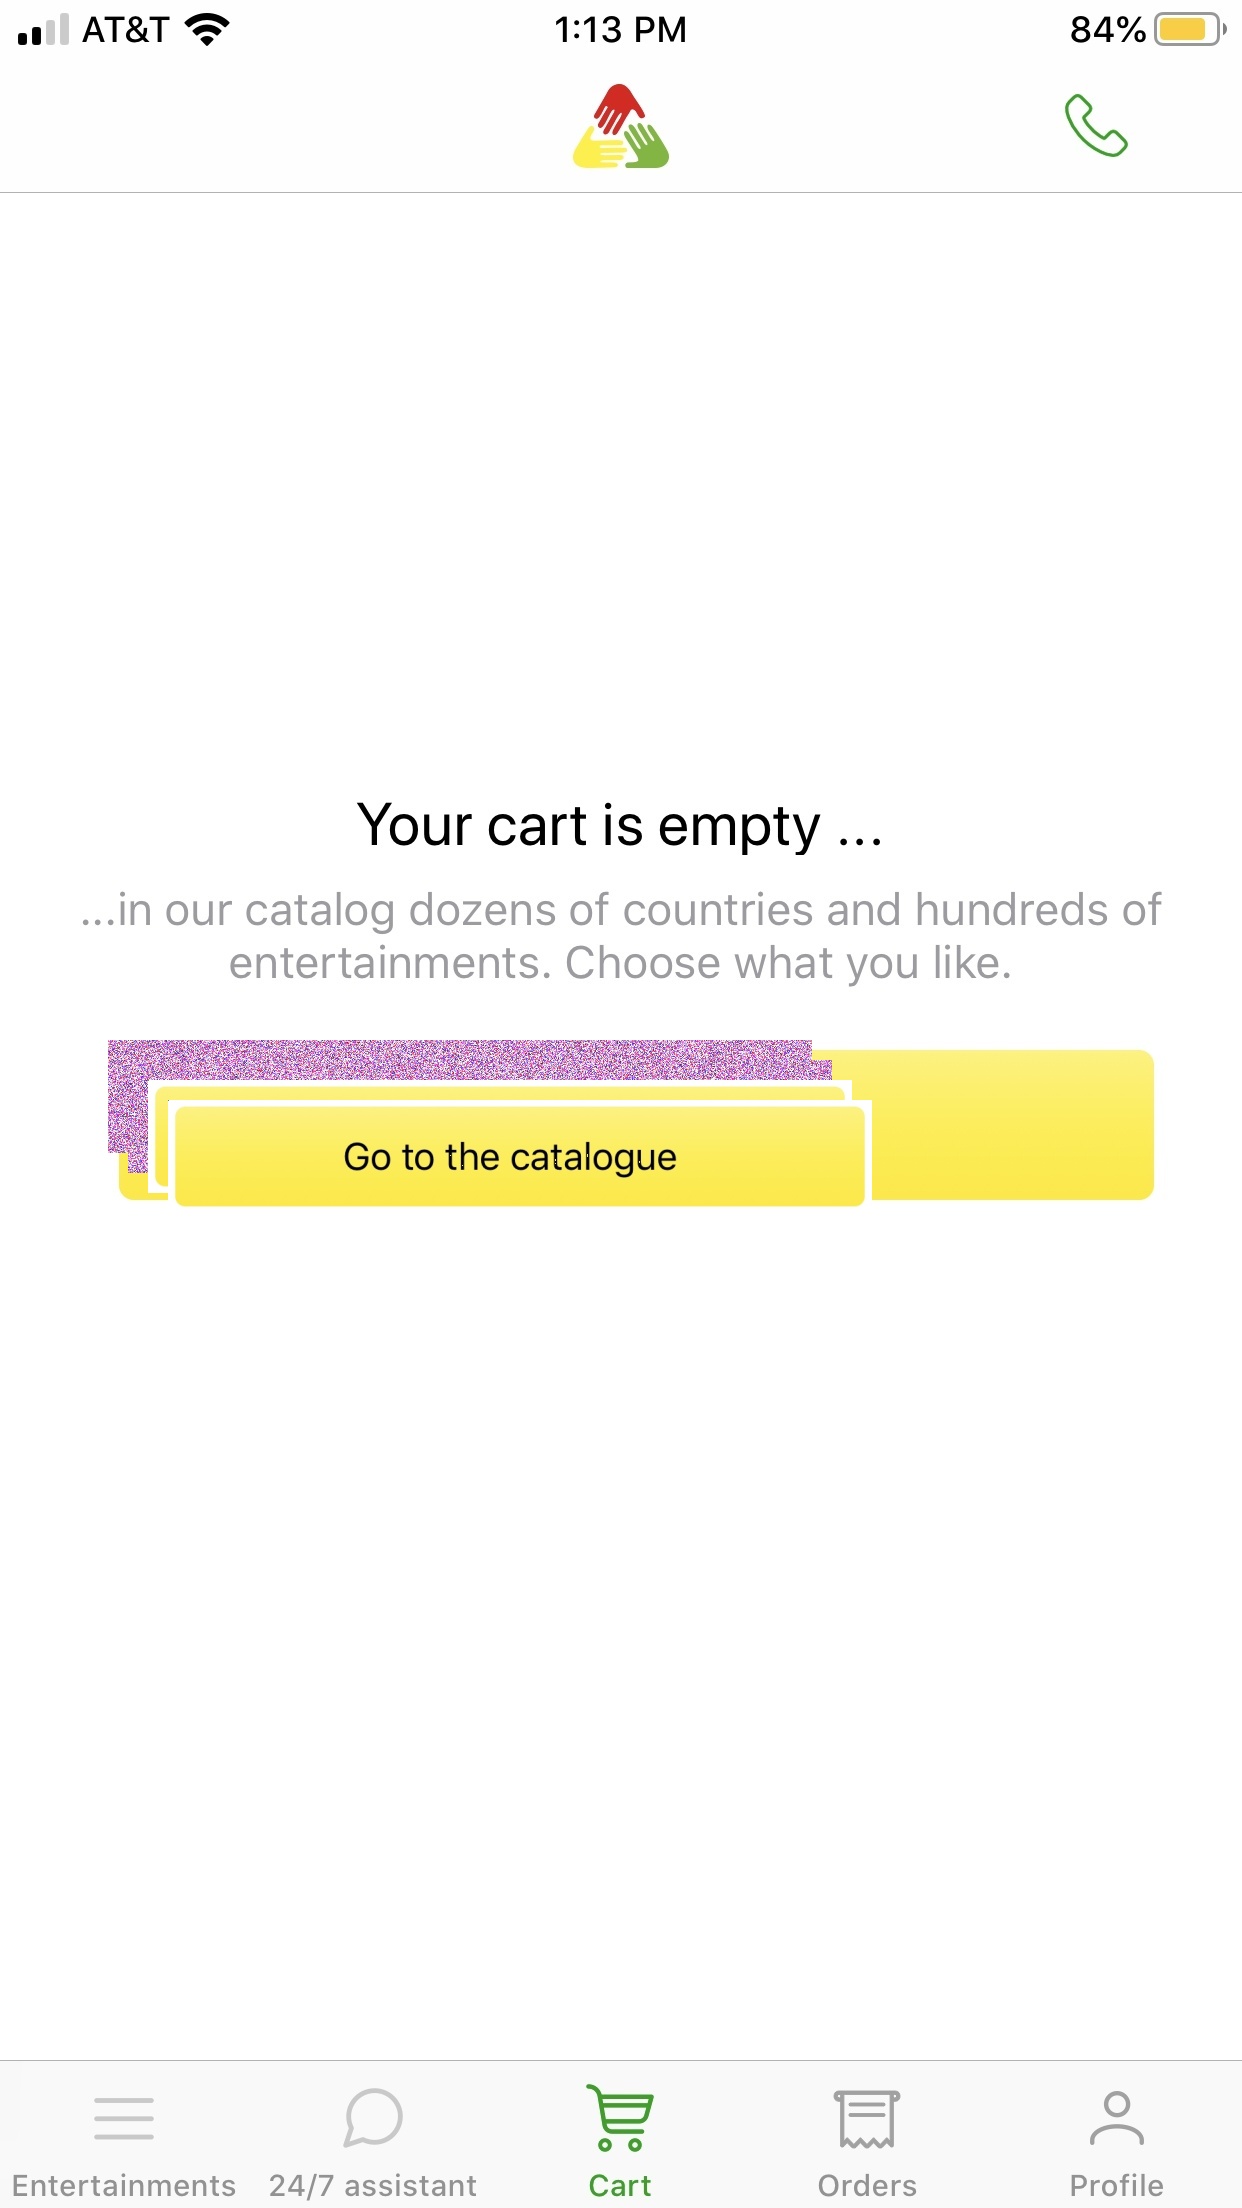 AT&T 1:13 PM 84%
Your cart is empty ...
...in our catalog dozens of countries and hundreds of
entertainments. Choose what you like.
Go to the catalogue
Entertainments 24/7 assistant Cart Orders Profile